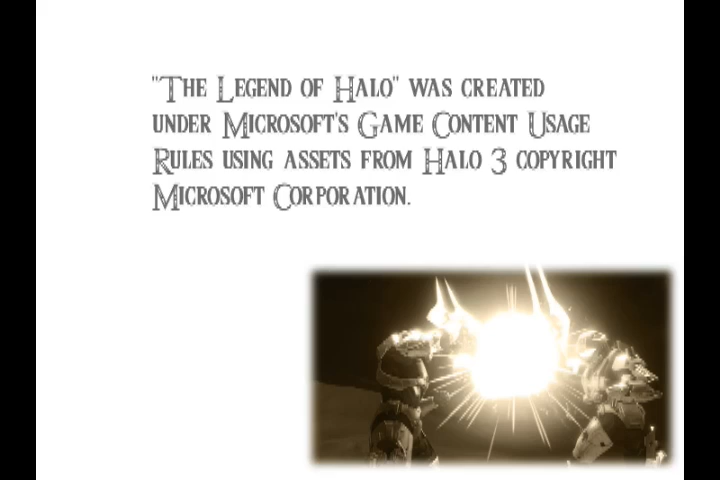 "The Legend of Halo" was created
under Microsoft's Game Content Usage
Rules using assets from Halo 3 copyright
Microsoft Corporation.